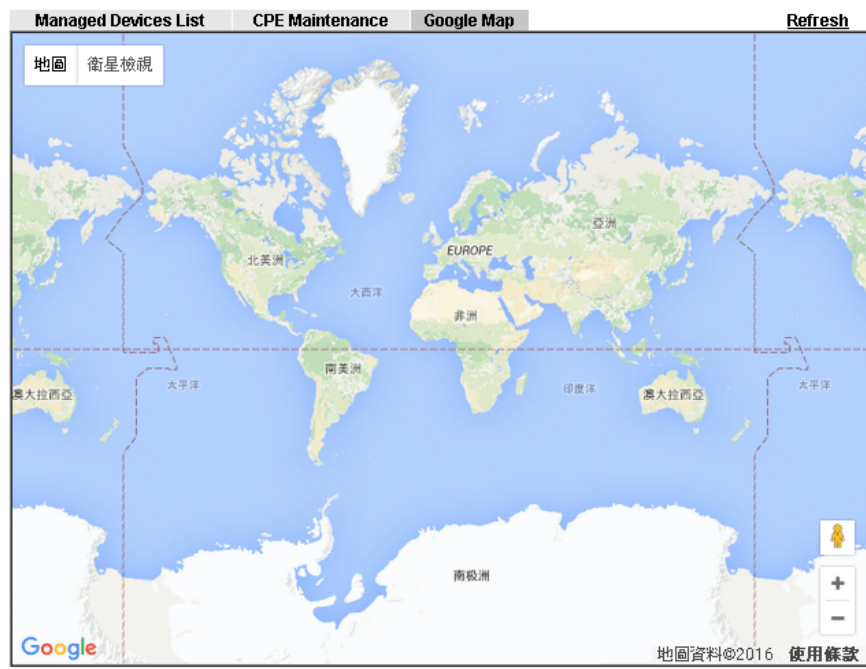 Managed Devices List CPE Maintenance Google Map Refresh
地圖 衛星檢視
亞洲
EUROPE
北美洲
大西洋
非洲
南美洲
太平洋 印度洋 太平洋
澳大拉西亞 澳大拉西亞
南极洲
+
−
Google 地圖資料©2016 使用條款